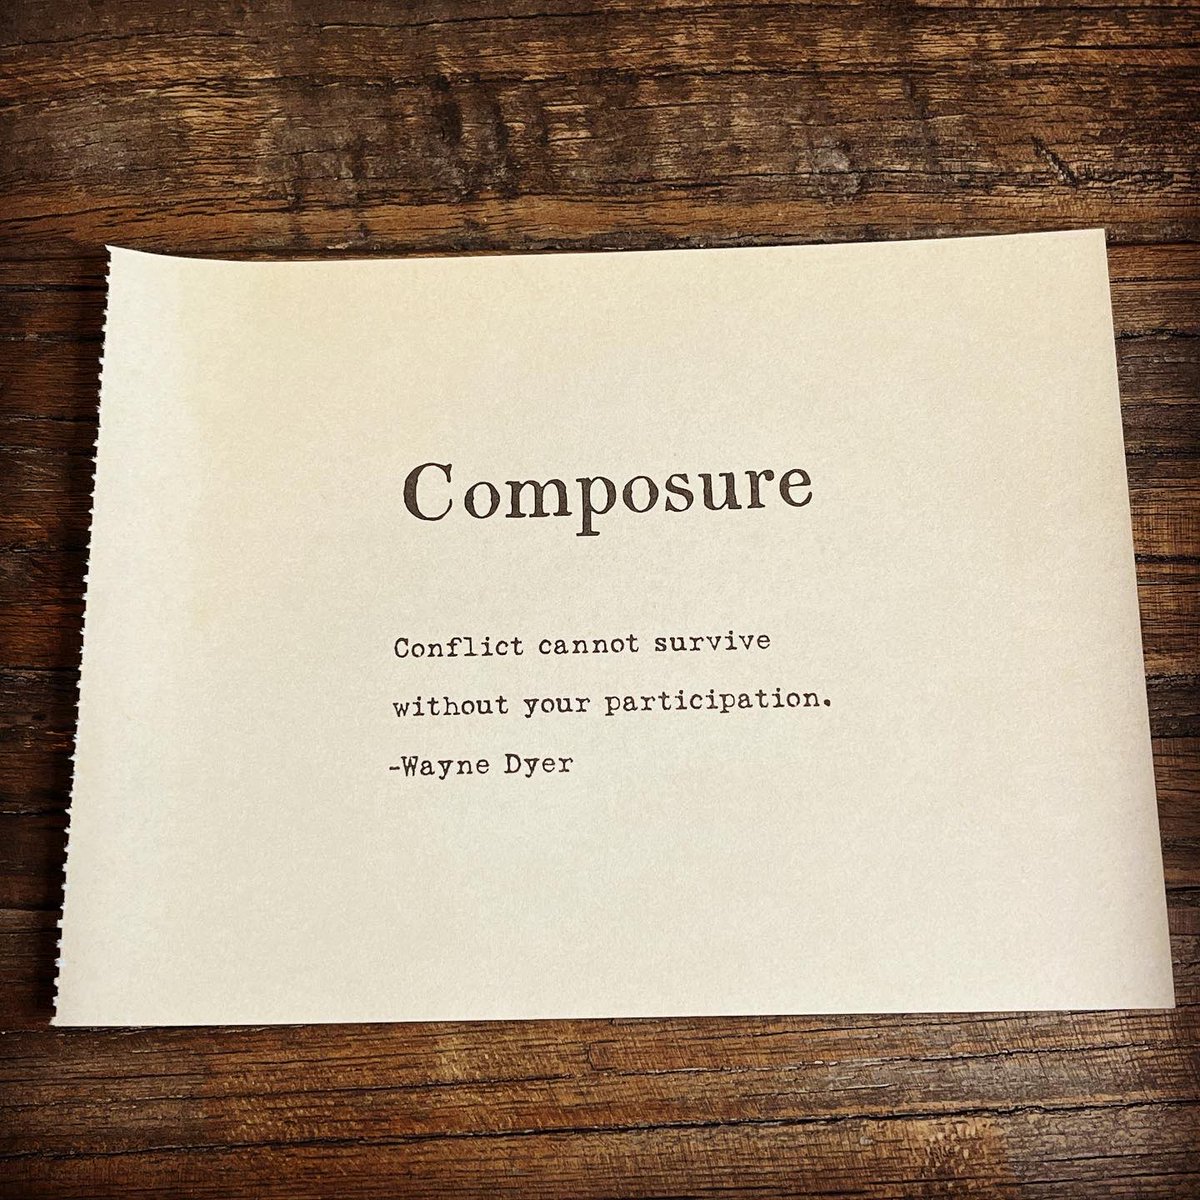 Composure
Conflict cannot survive
without your participation.
-Wayne Dyer